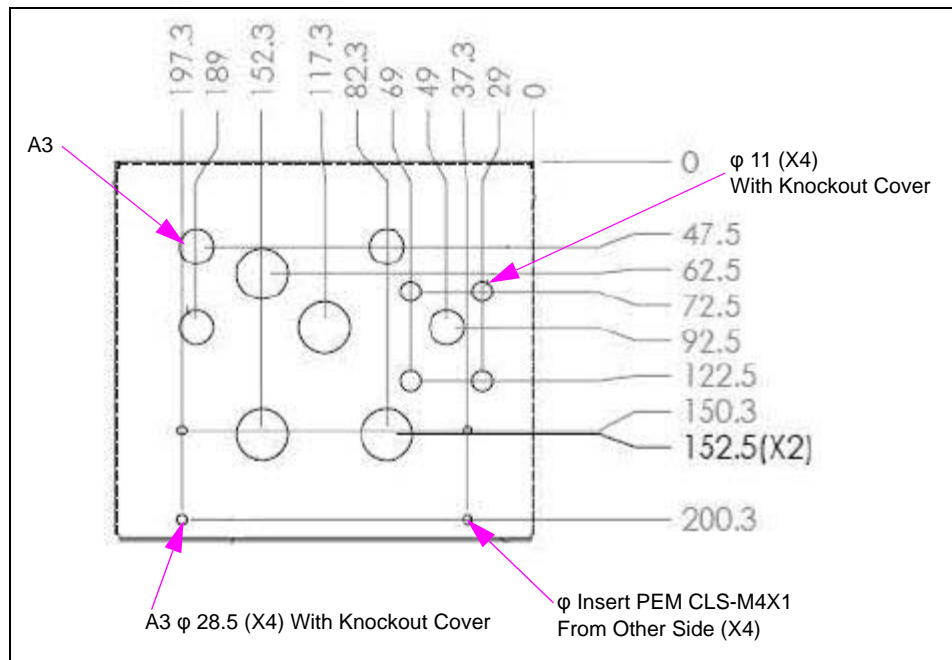 197.3
189
152.3
117.3
82.3
69
49
37.3
29
0
A3
0
φ 11 (X4)
With Knockout Cover
47.5
62.5
72.5
92.5
122.5
150.3
152.5(X2)
200.3
A3 φ 28.5 (X4) With Knockout Cover
φ Insert PEM CLS-M4X1
From Other Side (X4)